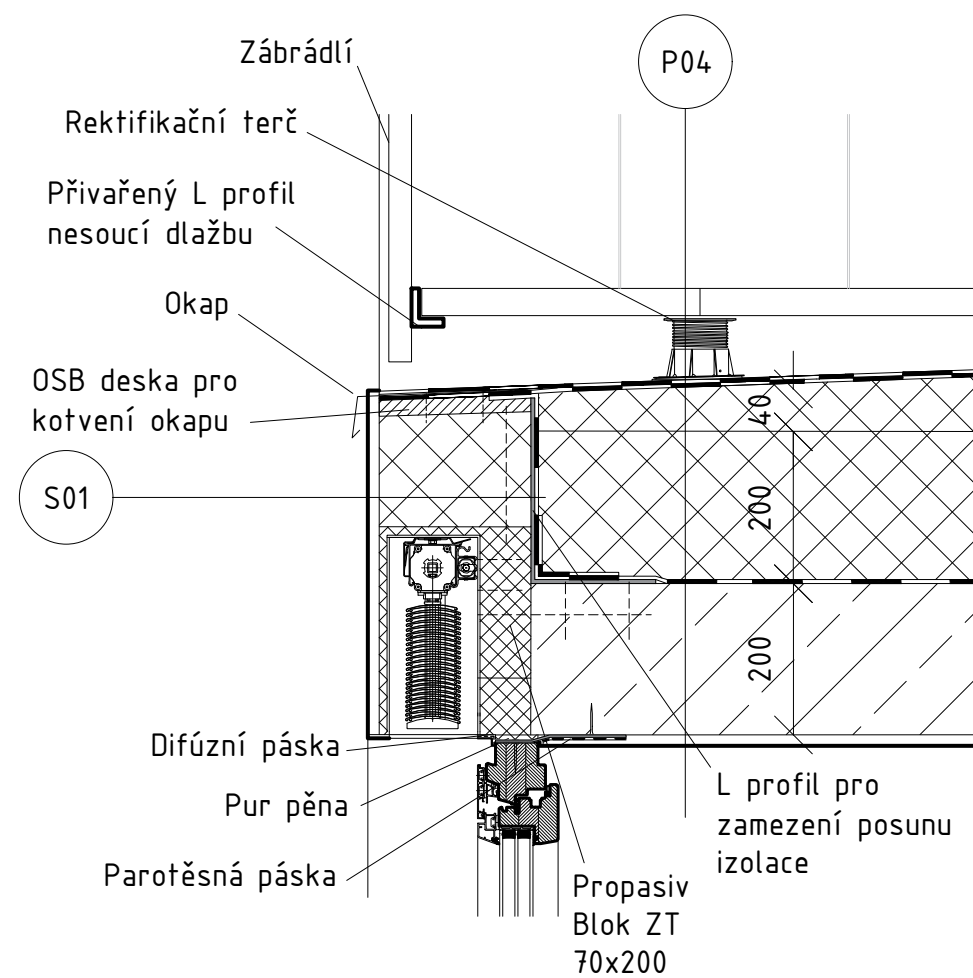 Zábrádlí
P04
Rektifikační terč
Přivařený L profil
nesoucí dlažbu
Okap
OSB deska pro
kotvení okapu
40
S01
200
200
Difúzní páska
Pur pěna
Parotěsná páska
L profil pro
zamezení posunu
izolace
Propasiv
Blok ZT
70x200